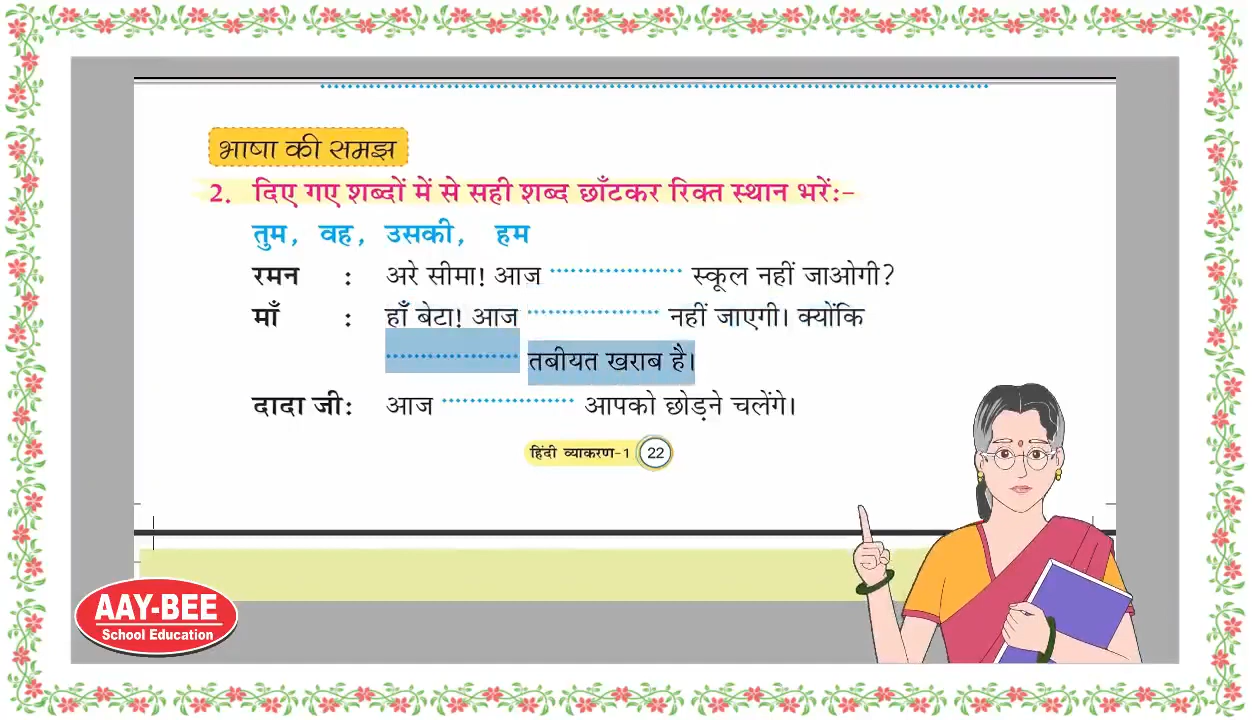 भाषा की समझ
2. दिए गए शब्दों में से सही शब्द छाँटकर रिक्त स्थान भरें:-
तुम, वह, उसकी, हम
रमन : अरे सीमा! आज .................... स्कूल नहीं जाओगी?
माँ : हाँ बेटा! आज .................... नहीं जाएगी। क्योंकि
.................... तबीयत खराब है।
दादा जी: आज .................... आपको छोड़ने चलेंगे।
हिंदी व्याकरण-1 22
AAY-BEE
School Education